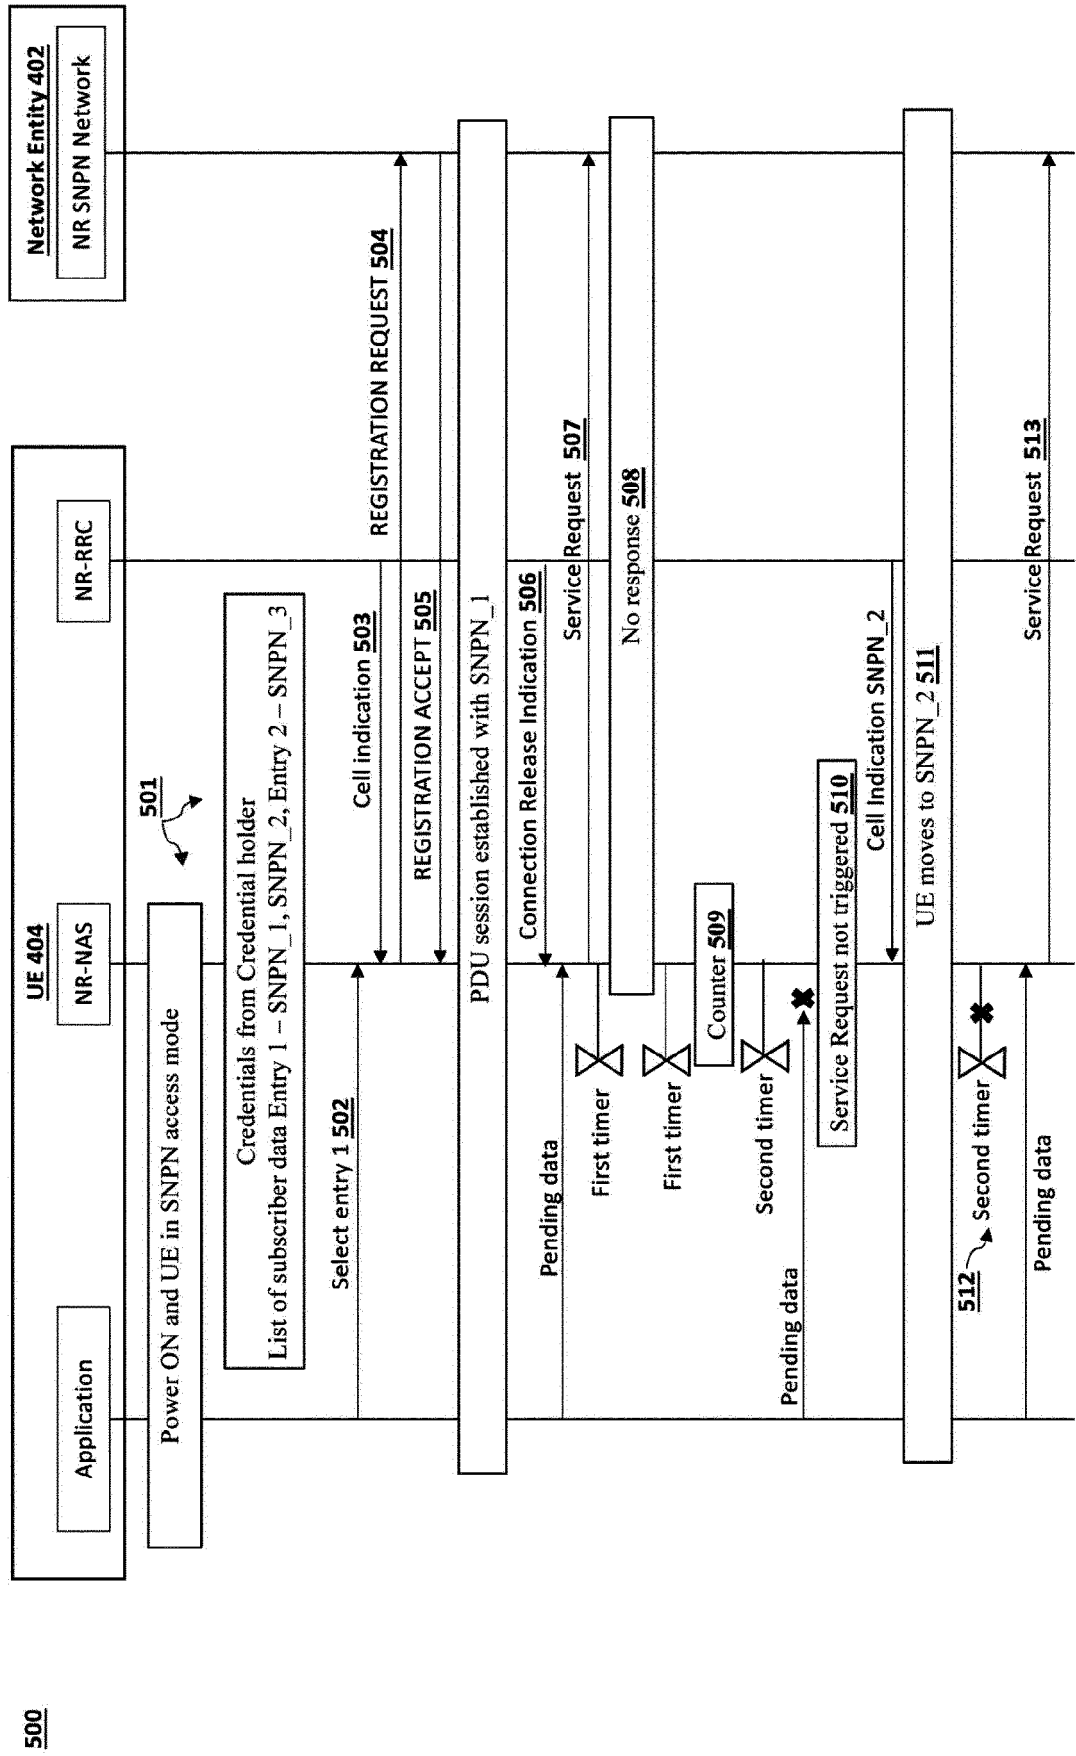 500
UE 404
Network Entity 402
Application
NR-NAS
NR-RRC
NR SNPN Network
Power ON and UE in SNPN access mode
501
Credentials from Credential holder
List of subscriber data Entry 1 – SNPN_1, SNPN_2, Entry 2 – SNPN_3
Select entry 1 502
Cell indication 503
REGISTRATION REQUEST 504
REGISTRATION ACCEPT 505
PDU session established with SNPN_1
Connection Release Indication 506
Pending data
Service Request 507
First timer
No response 508
First timer
Counter 509
Second timer
Pending data
Service Request not triggered 510
Cell Indication SNPN_2
UE moves to SNPN_2 511
512
Second timer
Pending data
Service Request 513